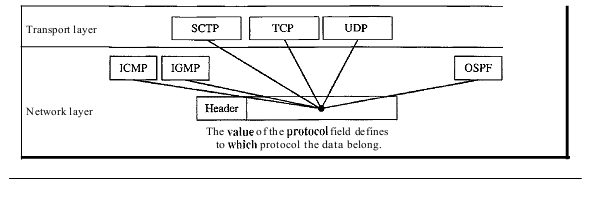 Transport layer
SCTP TCP UDP
ICMP IGMP OSPF
Network layer
Header
The value of the protocol field defines
to which protocol the data belong.